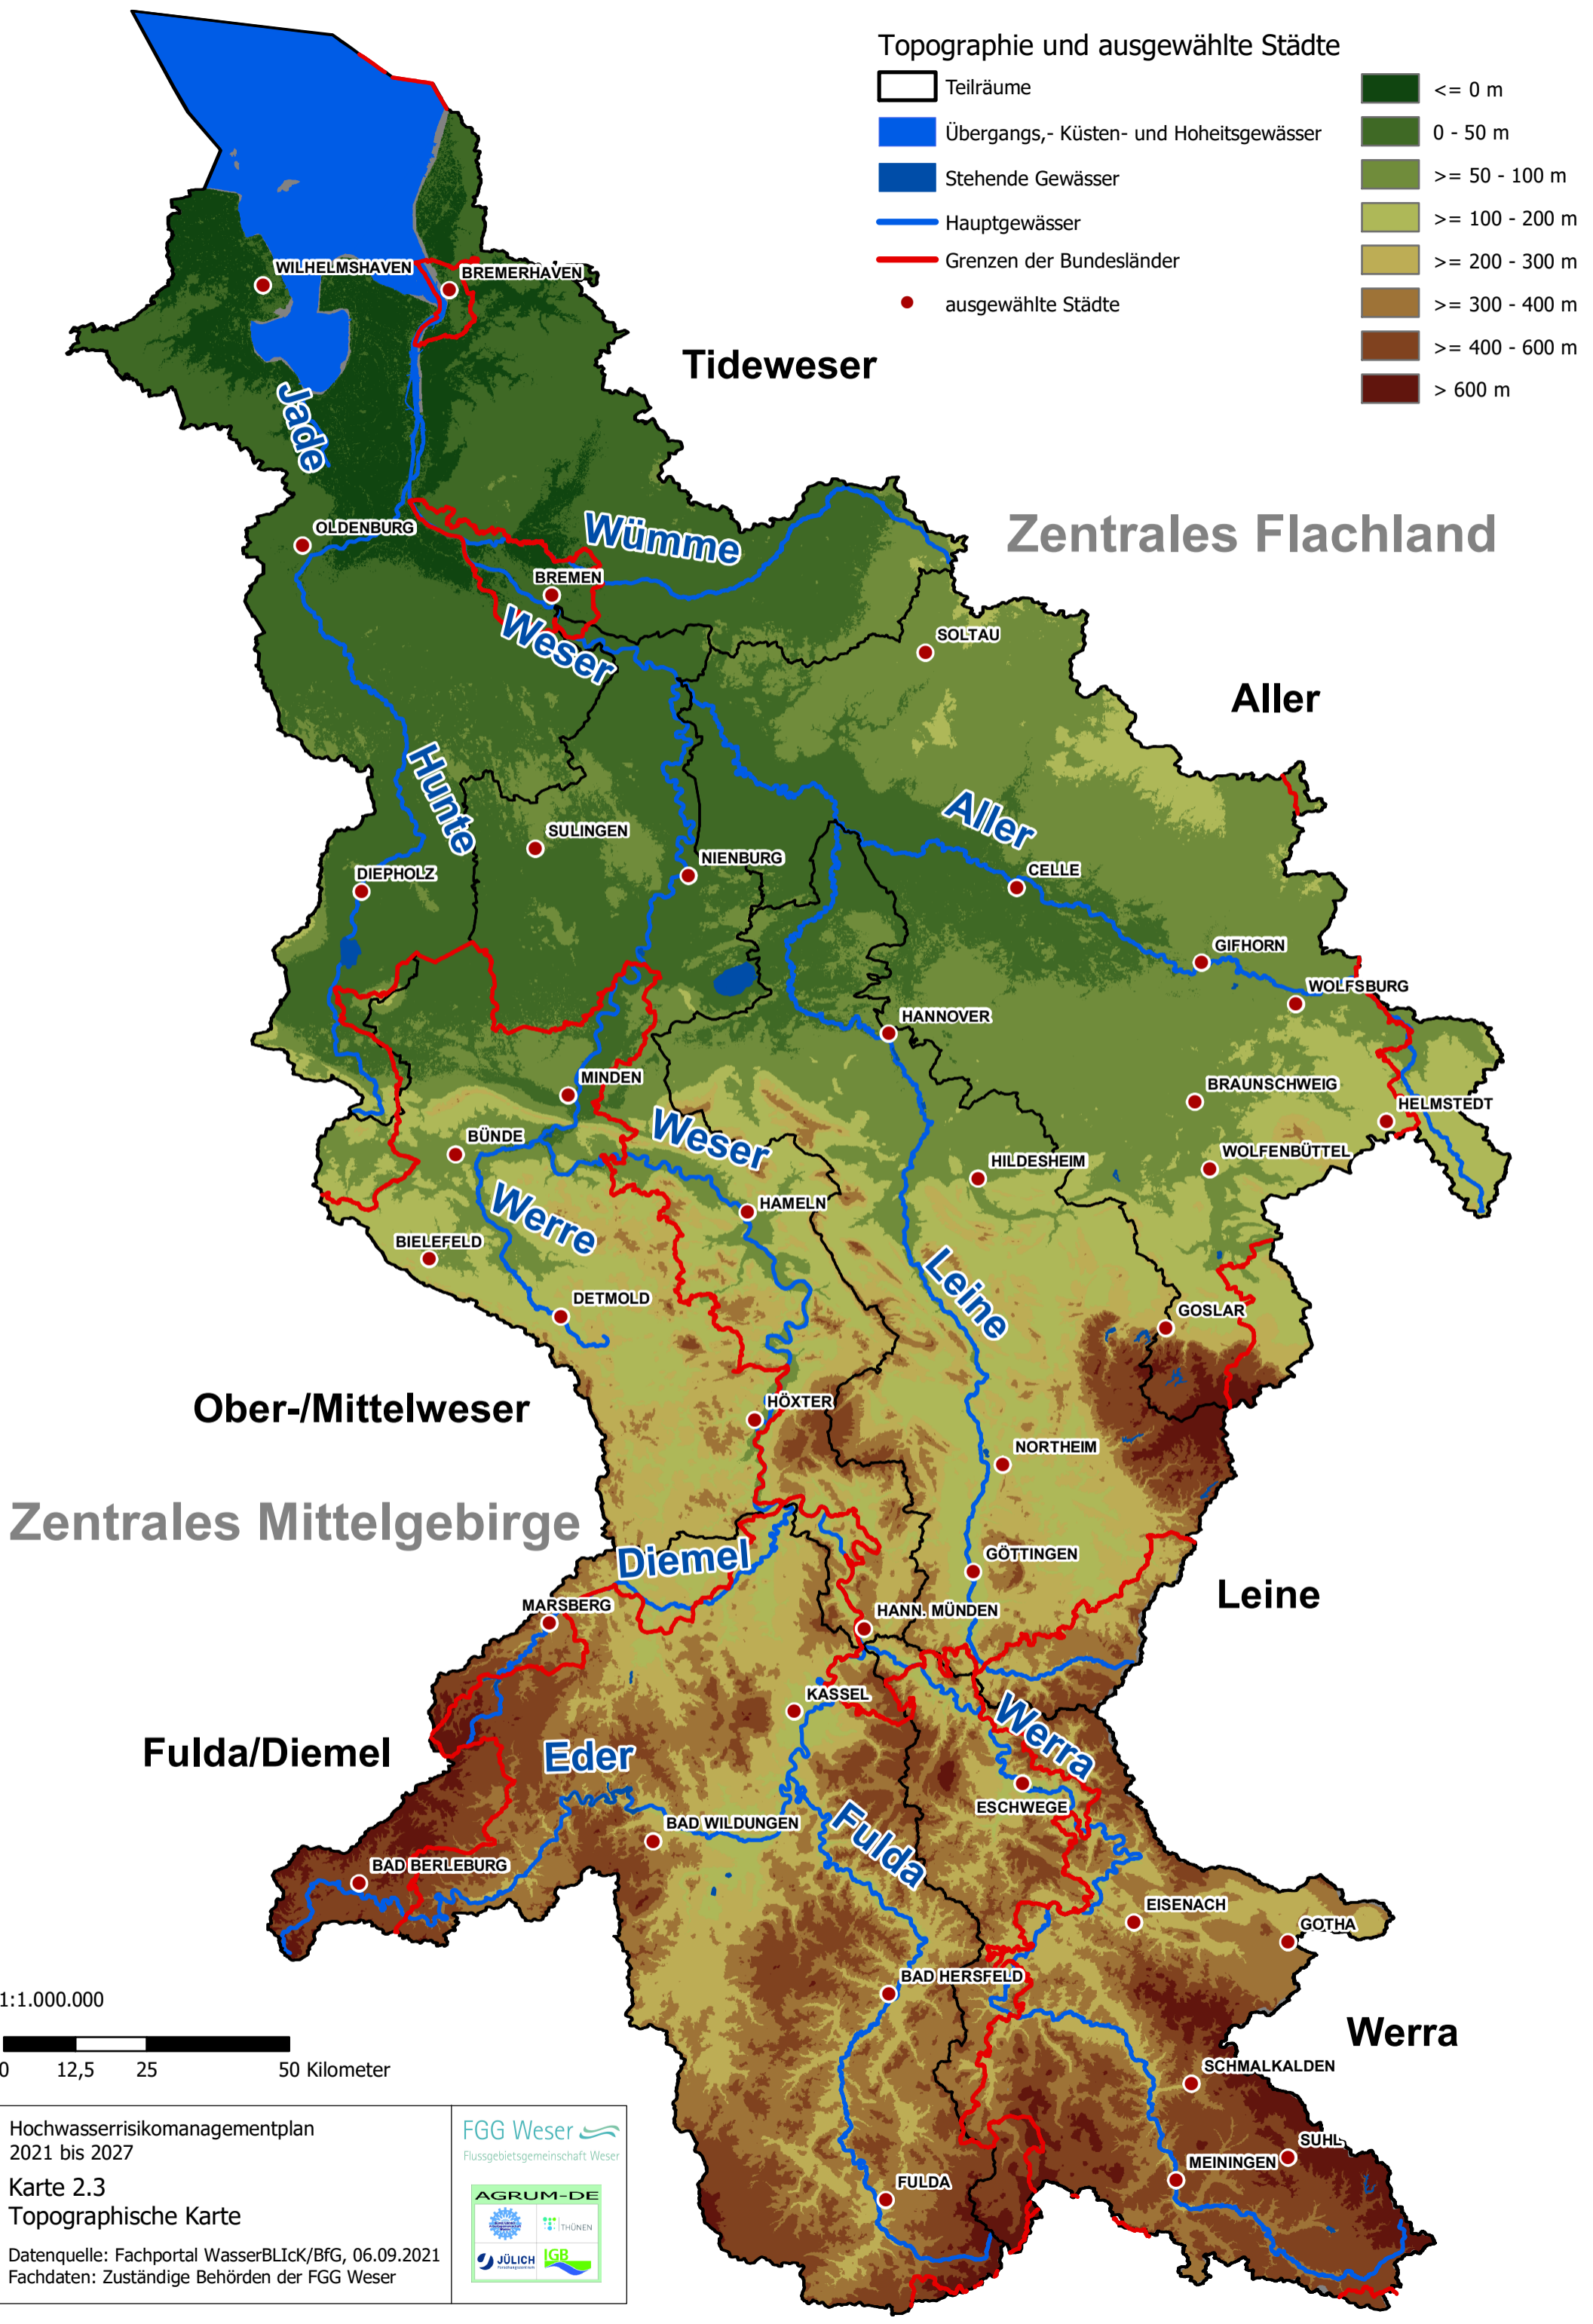 Topographie und ausgewählte Städte
Teilräume
Übergangs,- Küsten- und Hoheitsgewässer
Stehende Gewässer
Hauptgewässer
Grenzen der Bundesländer
ausgewählte Städte
<= 0 m
0 - 50 m
>= 50 - 100 m
>= 100 - 200 m
>= 200 - 300 m
>= 300 - 400 m
>= 400 - 600 m
> 600 m
WILHELMSHAVEN
BREMERHAVEN
Tideweser
Jade
OLDENBURG
Wümme
Zentrales Flachland
BREMEN
Weser
SOLTAU
Aller
Hunte
Aller
SULINGEN
NIENBURG
CELLE
DIEPHOLZ
GIFHORN
WOLFSBURG
HANNOVER
MINDEN
BRAUNSCHWEIG
HELMSTEDT
BÜNDE
Weser
WOLFENBÜTTEL
HILDESHEIM
HAMELN
Werre
BIELEFELD
Leine
DETMOLD
GOSLAR
Ober-/Mittelweser
HÖXTER
NORTHEIM
Zentrales Mittelgebirge
Diemel
GÖTTINGEN
Leine
MARSBERG
HANN. MÜNDEN
KASSEL
Werra
Fulda/Diemel
Eder
ESCHWEGE
BAD WILDUNGEN
Fulda
BAD BERLEBURG
EISENACH
GOTHA
BAD HERSFELD
Werra
SCHMALKALDEN
SUHL
MEININGEN
FULDA
1:1.000.000
0 12,5 25 50 Kilometer
Hochwasserrisikomanagementplan
2021 bis 2027
Karte 2.3
Topographische Karte
Datenquelle: Fachportal WasserBLIcK/BfG, 06.09.2021
Fachdaten: Zuständige Behörden der FGG Weser
FGG Weser
Flussgebietsgemeinschaft Weser
AGRUM-DE
THÜNEN
JÜLICH
IGB